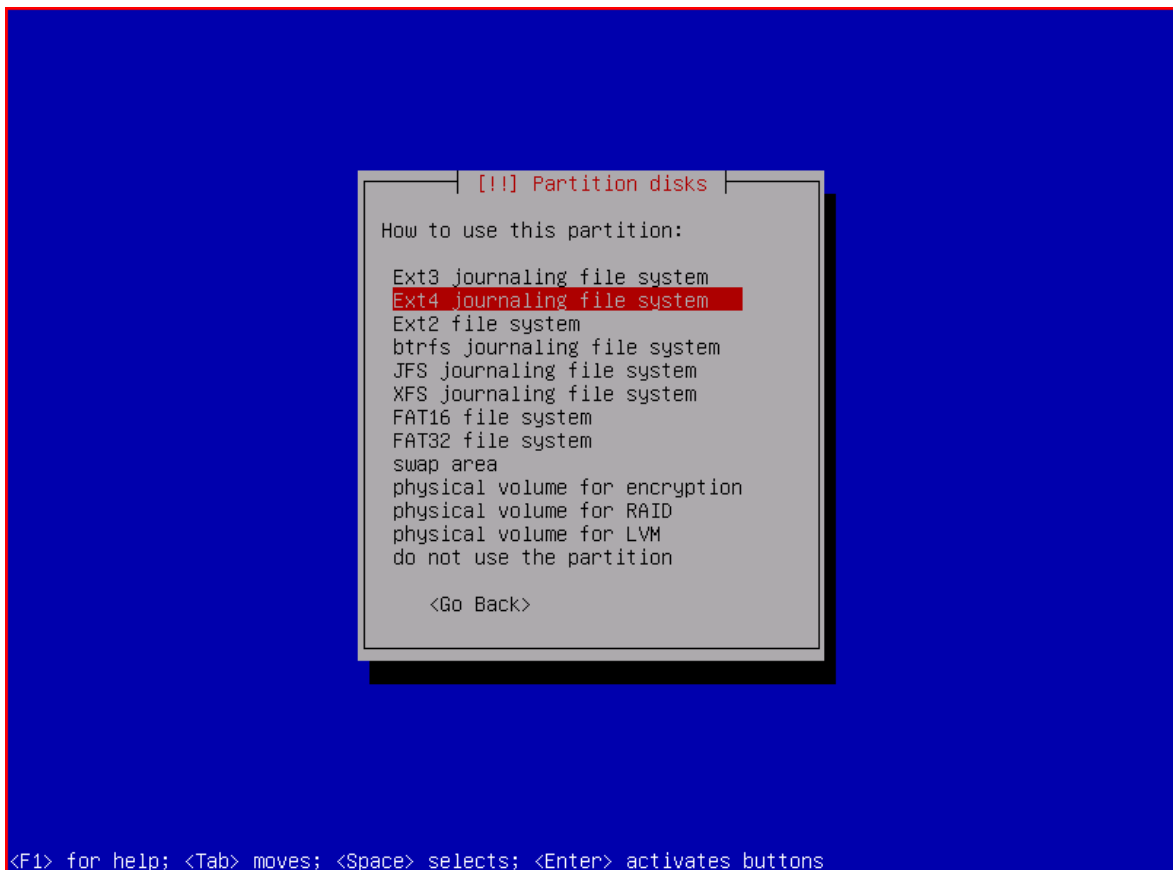 [!!] Partition disks
How to use this partition:
Ext3 journaling file system
Ext4 journaling file system
Ext2 file system
btrfs journaling file system
JFS journaling file system
XFS journaling file system
FAT16 file system
FAT32 file system
swap area
physical volume for encryption
physical volume for RAID
physical volume for LVM
do not use the partition
<Go Back>
<F1> for help; <Tab> moves; <Space> selects; <Enter> activates buttons